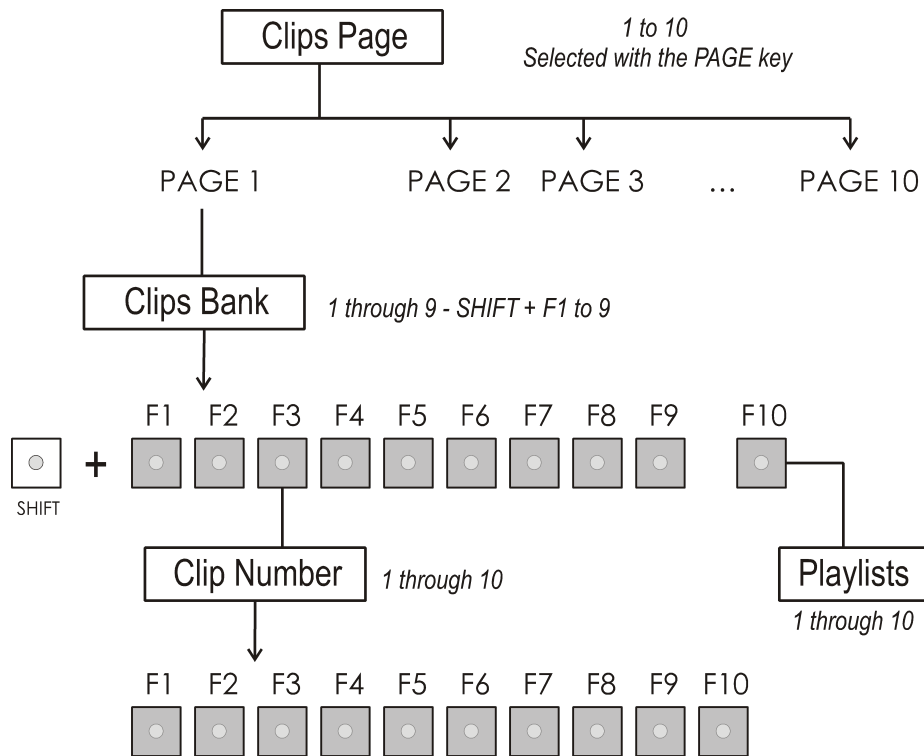 Clips Page
1 to 10
Selected with the PAGE key
PAGE 1 PAGE 2 PAGE 3 ... PAGE 10
Clips Bank
1 through 9 - SHIFT + F1 to 9
F1 F2 F3 F4 F5 F6 F7 F8 F9 F10
+
SHIFT
Clip Number
1 through 10
Playlists
1 through 10
F1 F2 F3 F4 F5 F6 F7 F8 F9 F10